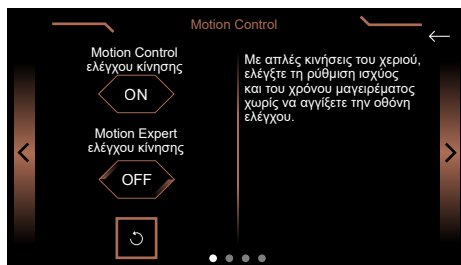 Motion Control
Motion Control
ελέγχου κίνησης
ON
Motion Expert
ελέγχου κίνησης
OFF
Με απλές κινήσεις του χεριού,
ελέγξτε τη ρύθμιση ισχύος
και του χρόνου μαγειρέματος
χωρίς να αγγίξετε την οθόνη
ελέγχου.